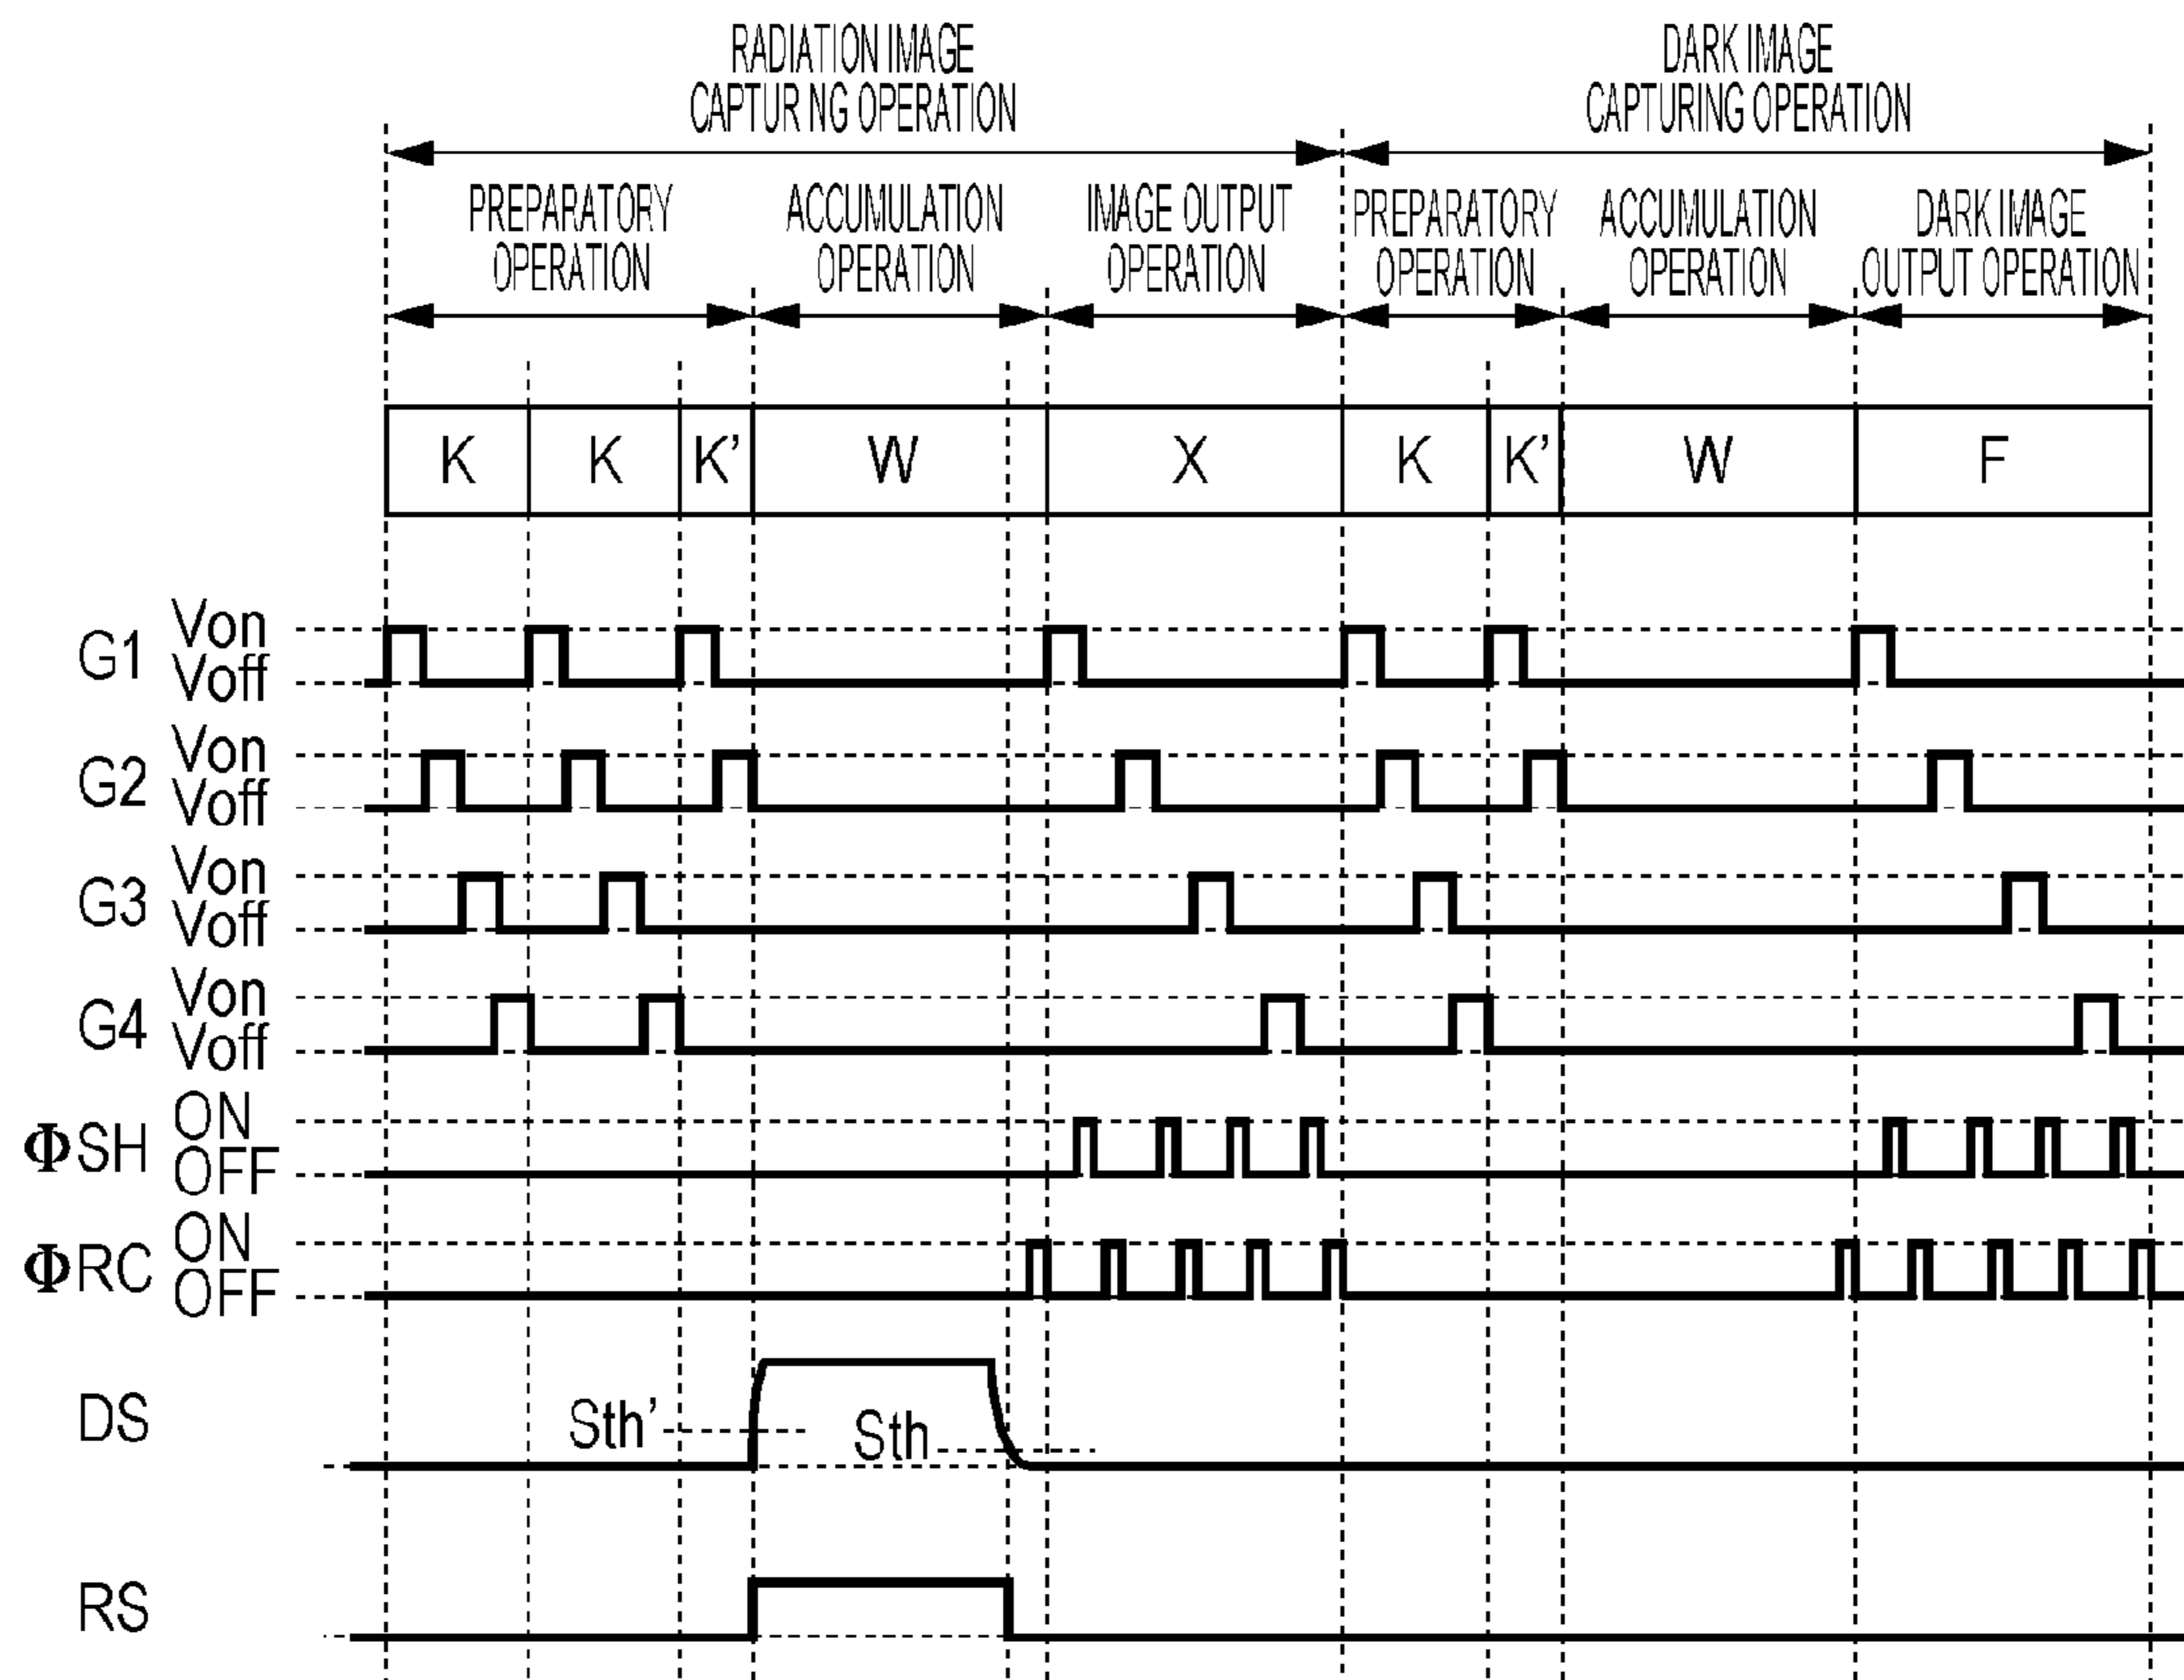 RADIATION IMAGE
CAPTUR NG OPERATION
DARK IMAGE
CAPTURING OPERATION
PREPARATORY
OPERATION
ACCUMULATION
OPERATION
IMAGE OUTPUT
OPERATION
PREPARATORY
OPERATION
ACCUMULATION
OPERATION
DARK IMAGE
OUTPUT OPERATION
K K K’ W X K K’ W F
G1 Von
Voff
G2 Von
Voff
G3 Von
Voff
G4 Von
Voff
ΦSH ON
OFF
ΦRC ON
OFF
DS Sth’ Sth
RS